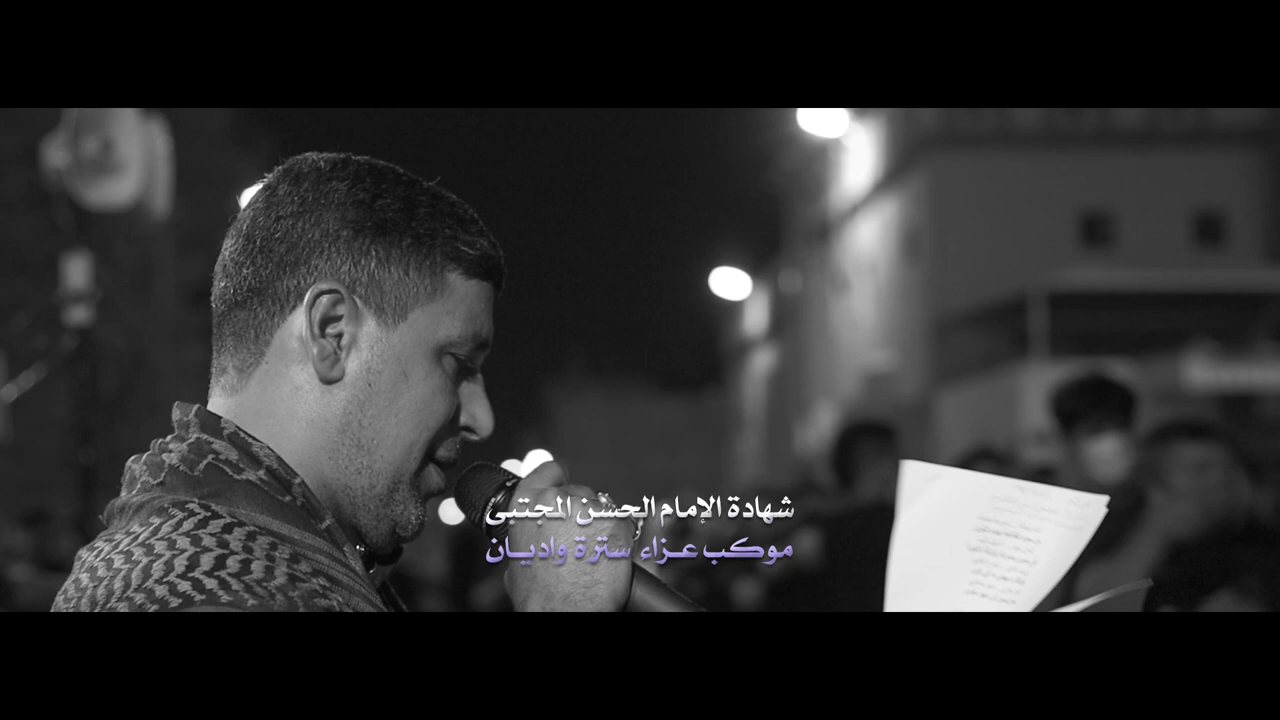 شهادة الإمام الحسن المجتبى
موكب عزاء سترة واديان